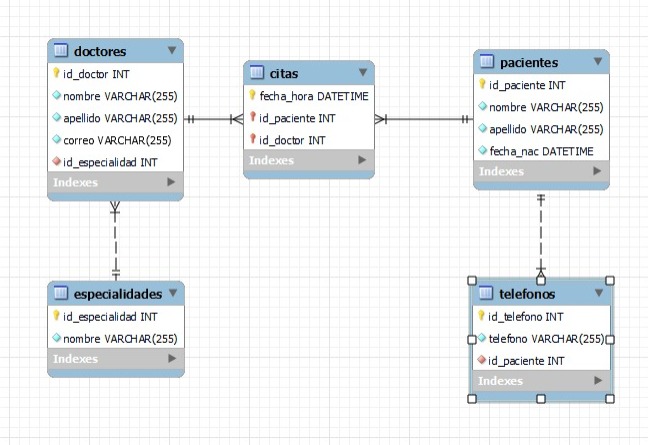 doctores
id_doctor INT
nombre VARCHAR(255)
apellido VARCHAR(255)
correo VARCHAR(255)
id_especialidad INT
Indexes
citas
fecha_hora DATETIME
id_paciente INT
id_doctor INT
Indexes
pacientes
id_paciente INT
nombre VARCHAR(255)
apellido VARCHAR(255)
fecha_nac DATETIME
Indexes
especialidades
id_especialidad INT
nombre VARCHAR(255)
Indexes
telefonos
id_telefono INT
telefono VARCHAR(255)
id_paciente INT
Indexes